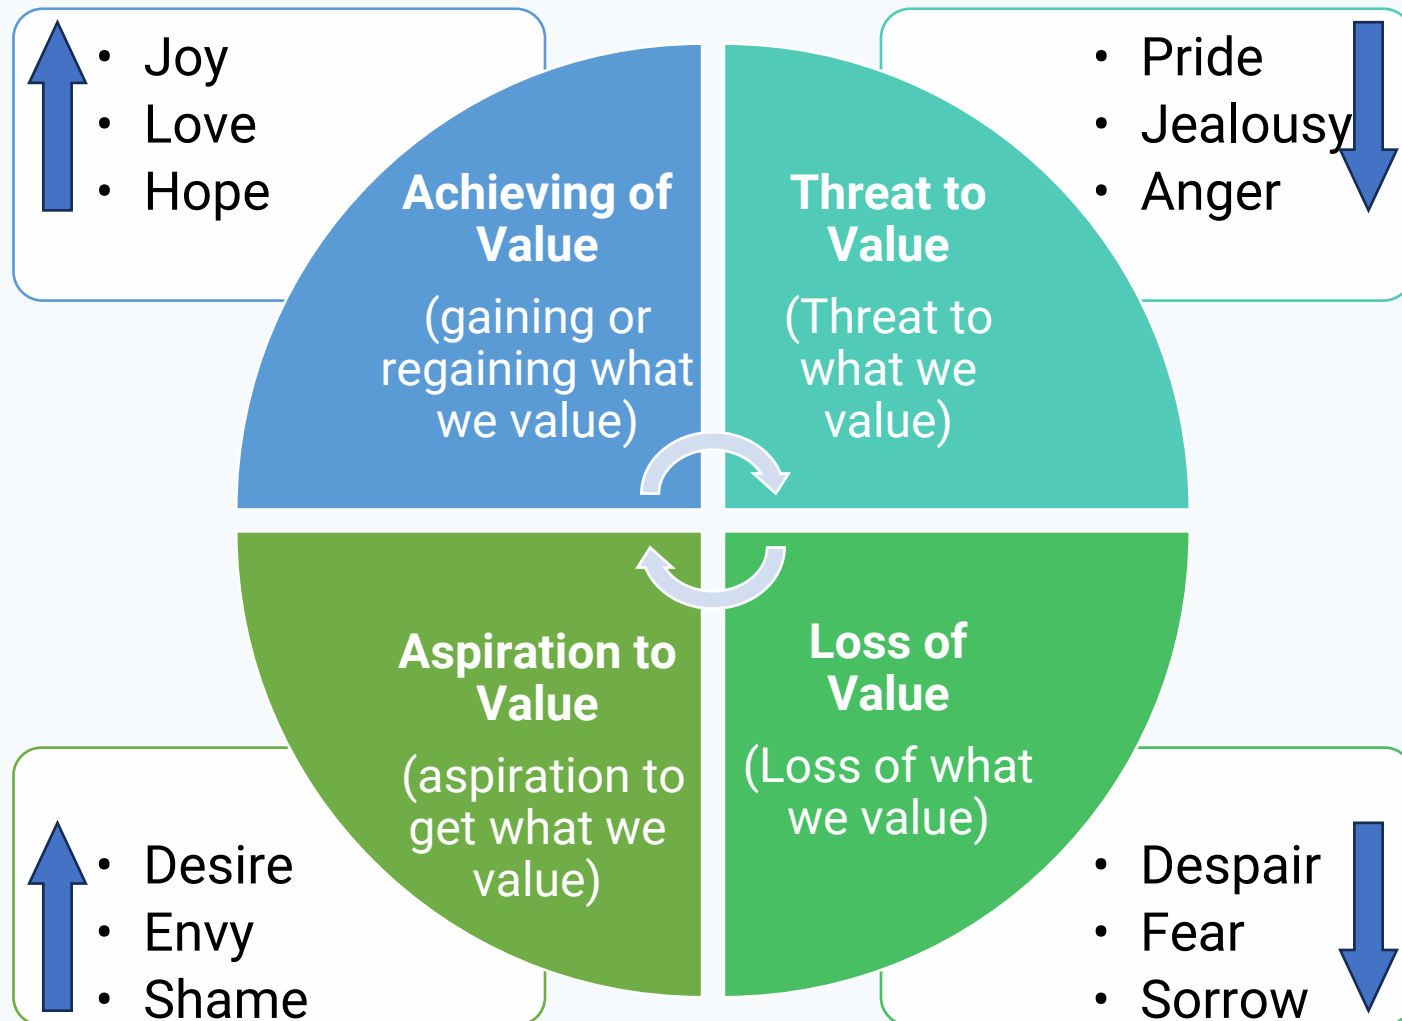 • Joy
• Love
• Hope
Achieving of
Value
(gaining or
regaining what
we value)
• Pride
• Jealousy
• Anger
Threat to
Value
(Threat to
what we
value)
Aspiration to
Value
(aspiration to
get what we
value)
• Desire
• Envy
• Shame
Loss of
Value
(Loss of what
we value)
• Despair
• Fear
• Sorrow